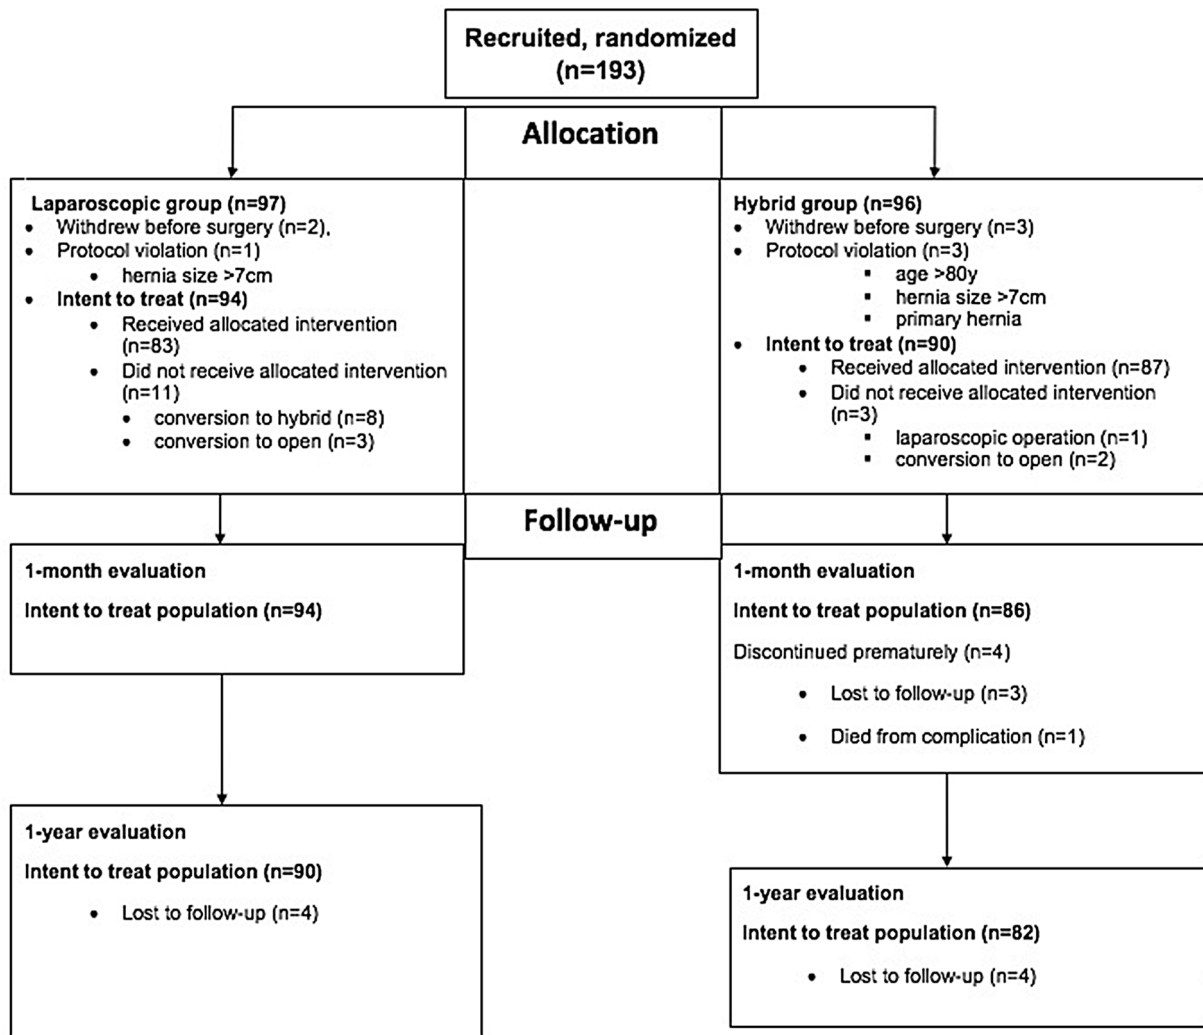 Recruited, randomized
(n=193)
Allocation
Laparoscopic group (n=97)
• Withdrew before surgery (n=2),
• Protocol violation (n=1)
• hernia size >7cm
• Intent to treat (n=94)
• Received allocated intervention
(n=83)
• Did not receive allocated intervention
(n=11)
• conversion to hybrid (n=8)
• conversion to open (n=3)
Hybrid group (n=96)
• Withdrew before surgery (n=3)
• Protocol violation (n=3)
▪ age >80y
▪ hernia size >7cm
▪ primary hernia
• Intent to treat (n=90)
• Received allocated intervention (n=87)
• Did not receive allocated intervention
(n=3)
▪ laparoscopic operation (n=1)
▪ conversion to open (n=2)
Follow-up
1-month evaluation
Intent to treat population (n=94)
1-month evaluation
Intent to treat population (n=86)
Discontinued prematurely (n=4)
• Lost to follow-up (n=3)
• Died from complication (n=1)
1-year evaluation
Intent to treat population (n=90)
• Lost to follow-up (n=4)
1-year evaluation
Intent to treat population (n=82)
• Lost to follow-up (n=4)